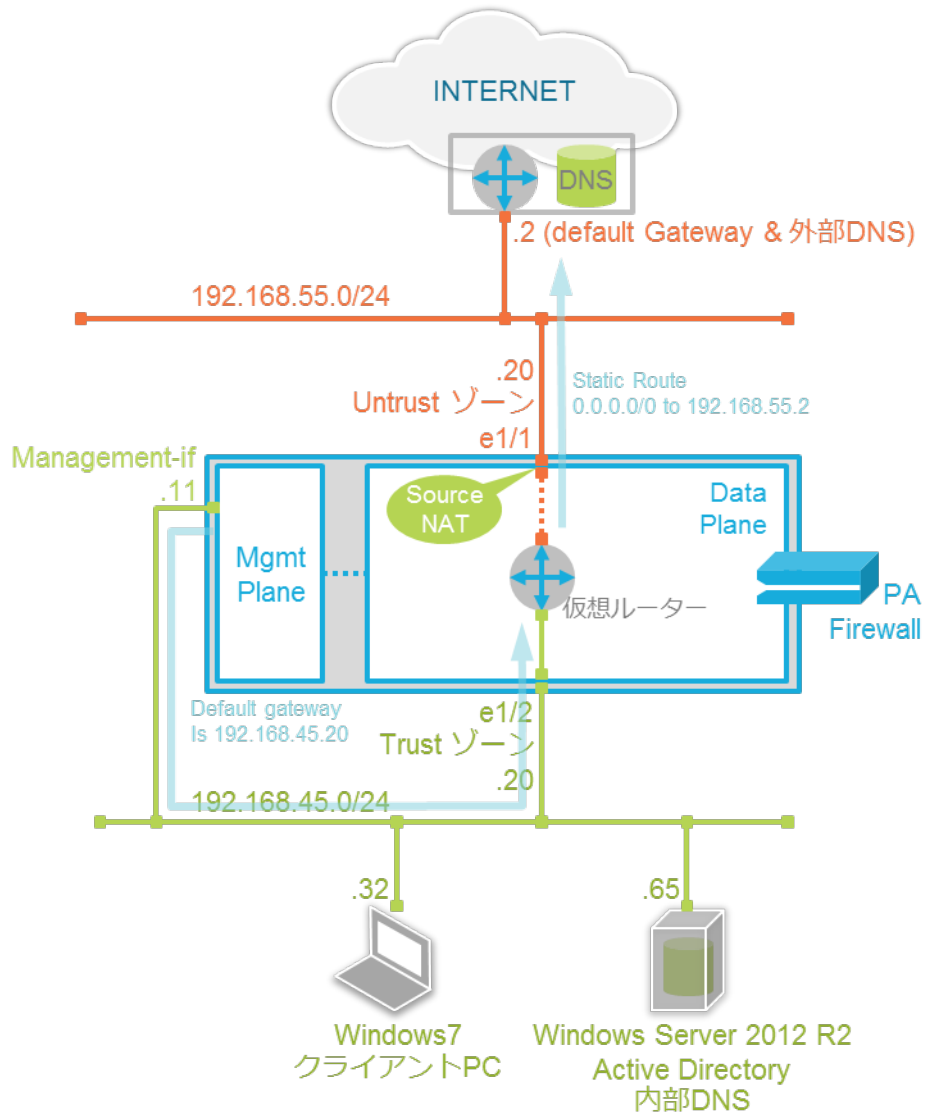 INTERNET
DNS
.2 (default Gateway & 外部DNS)
192.168.55.0/24
.20
Untrust ゾーン
e1/1
Static Route
0.0.0.0/0 to 192.168.55.2
Management-if
.11
Source
NAT
Data
Plane
Mgmt
Plane
仮想ルーター
PA
Firewall
Default gateway
Is 192.168.45.20
e1/2
Trust ゾーン
.20
192.168.45.0/24
.32
.65
Windows7
クライアントPC
Windows Server 2012 R2
Active Directory
内部DNS